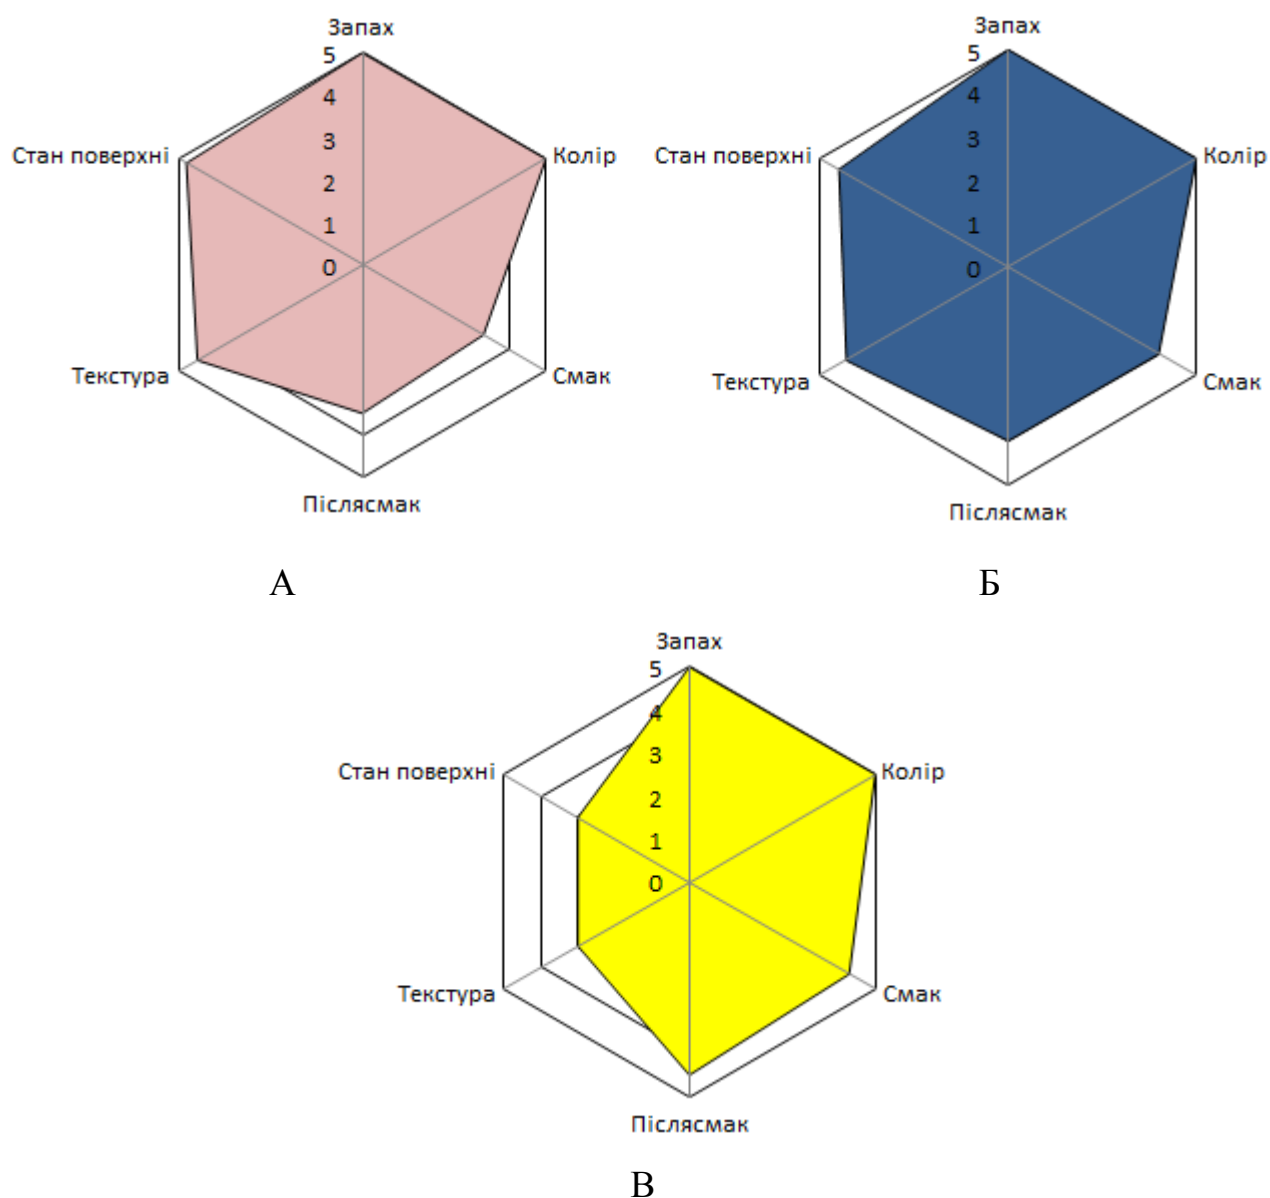 Запах
5
4
3
2
1
0
Стан поверхні
Колір
Текстура
Смак
Післясмак
А
Запах
5
4
3
2
1
0
Стан поверхні
Колір
Текстура
Смак
Післясмак
Б
Запах
5
4
3
2
1
0
Стан поверхні
Колір
Текстура
Смак
Післясмак
В